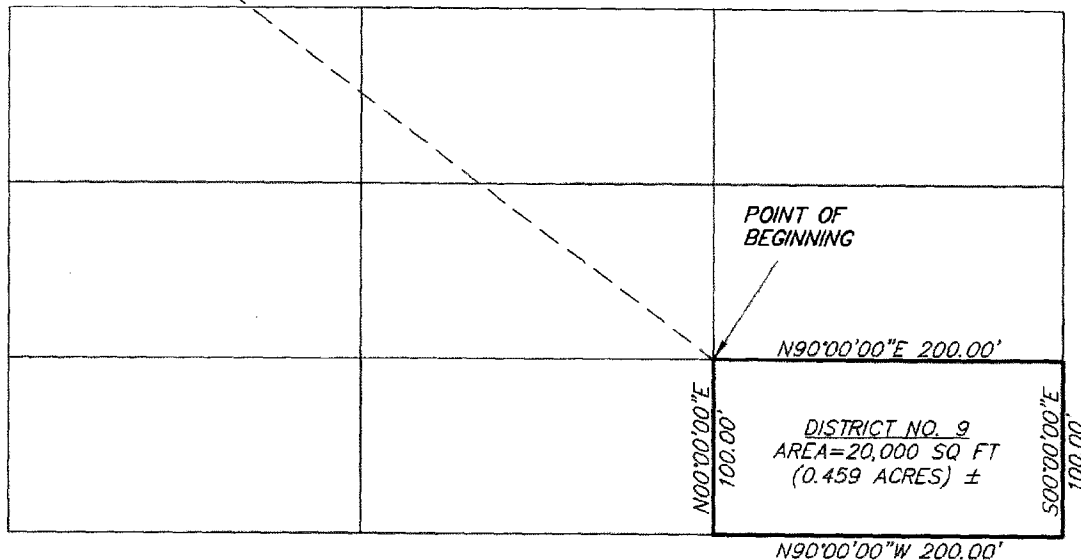 POINT OF
BEGINNING
N90°00'00"E 200.00'
N00°00'00"E
100.00'
DISTRICT NO. 9
AREA=20,000 SQ FT
(0.459 ACRES) ±
S00°00'00"E
100.00'
N90°00'00"W 200.00'